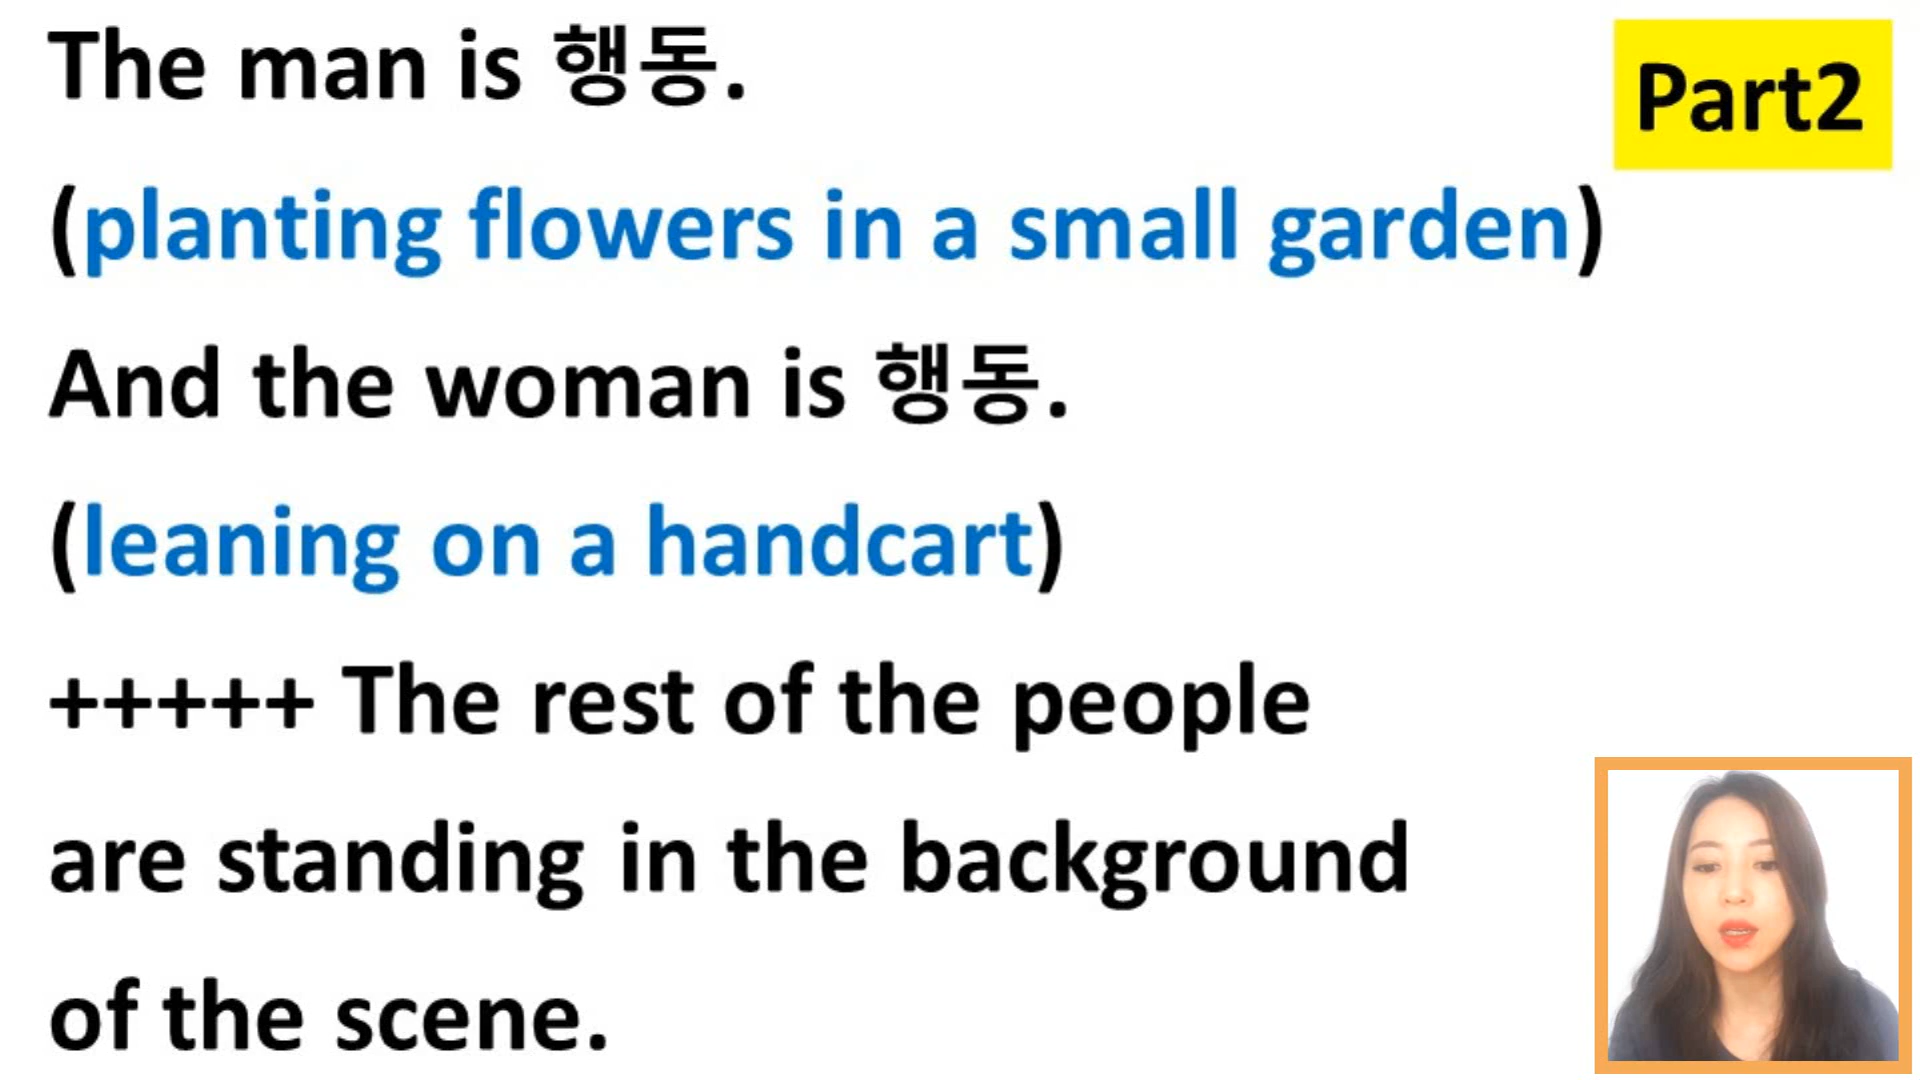 The man is 행동.
Part2
(planting flowers in a small garden)
And the woman is 행동.
(leaning on a handcart)
+++++ The rest of the people
are standing in the background
of the scene.